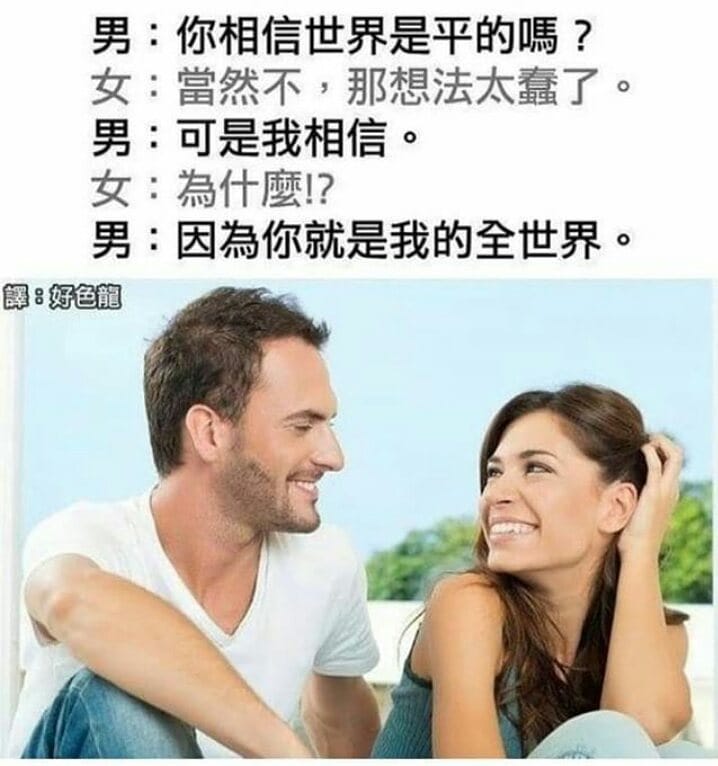 男：你相信世界是平的嗎？
女：當然不，那想法太蠢了。
男：可是我相信。
女：為什麼!?
男：因為你就是我的全世界。
譯：好色龍